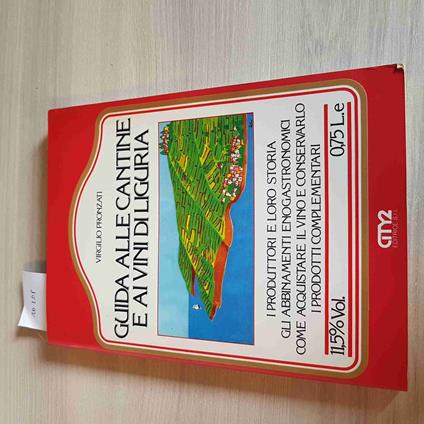 VIRGILIO PRONZATI
GUIDA ALLE CANTINE
E AI VINI DI LIGURIA
I PRODUTTORI E LORO STORIA
GLI ABBINAMENTI ENOGASTRONOMICI
COME ACQUISTARE IL VINO E CONSERVARLO
I PRODOTTI COMPLEMENTARI
11,5% Vol.
0,75 L. e
EDITRICE S.r.l.